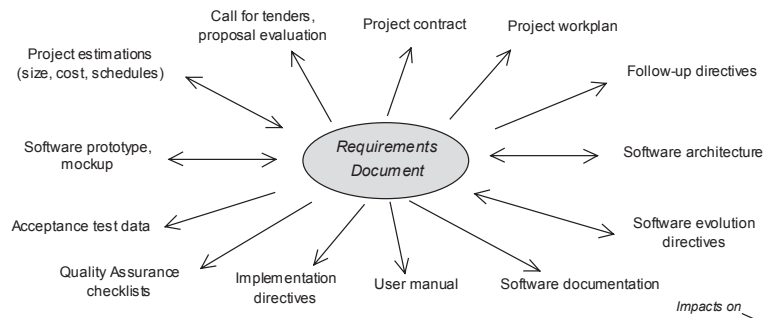 Call for tenders,
proposal evaluation
Project contract
Project workplan
Project estimations
(size, cost, schedules)
Follow-up directives
Software prototype,
mockup
Requirements
Document
Software architecture
Acceptance test data
Software evolution
directives
Quality Assurance
checklists
Implementation
directives
User manual
Software documentation
Impacts on